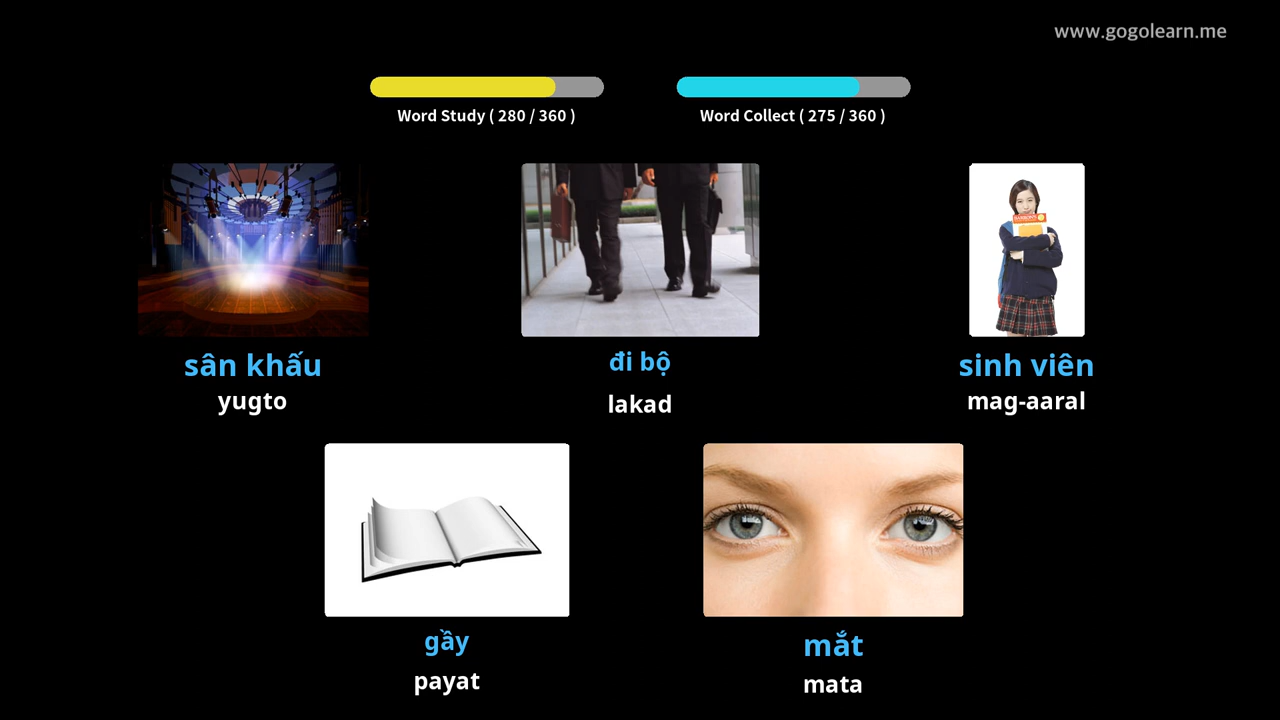 www.gogolearn.me
Word Study ( 280 / 360 )
Word Collect ( 275 / 360 )
sân khấu
yugto
đi bộ
lakad
sinh viên
mag-aaral
gầy
payat
mắt
mata